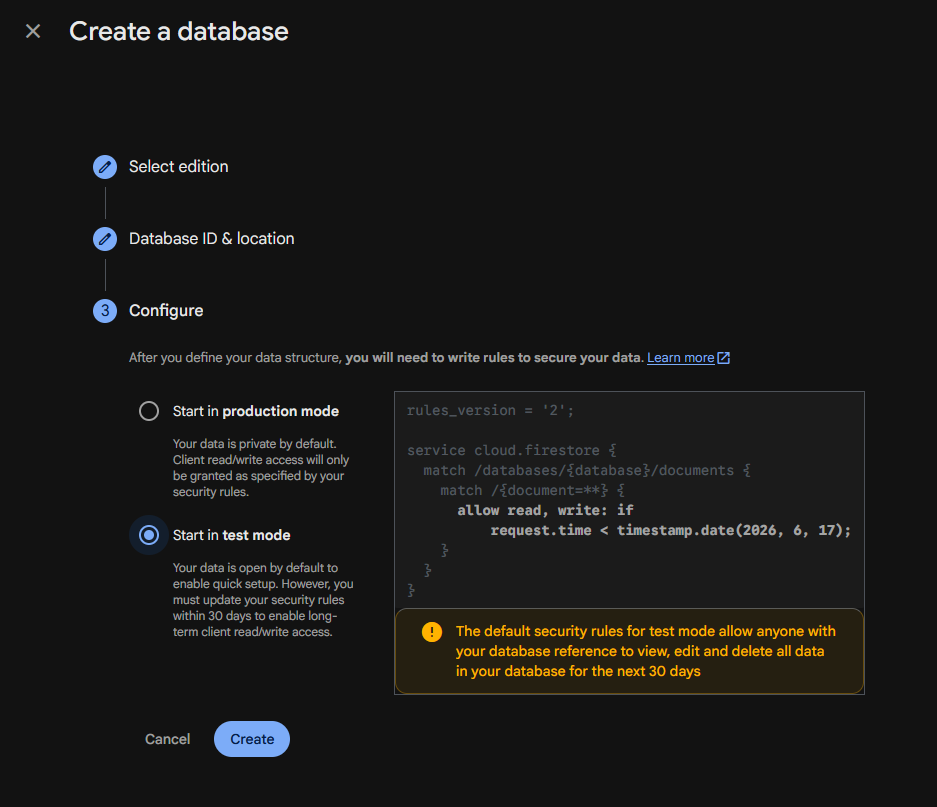 Create a database
Select edition
Database ID & location
3 Configure
After you define your data structure, you will need to write rules to secure your data. Learn more
Start in production mode
Your data is private by default.
Client read/write access will only
be granted as specified by your
security rules.
Start in test mode
Your data is open by default to
enable quick setup. However, you
must update your security rules
within 30 days to enable long-
term client read/write access.
rules_version = '2';
service cloud.firestore {
  match /databases/{database}/documents {
    match /{document=**} {
      allow read, write: if
          request.time < timestamp.date(2026, 6, 17);
    }
  }
}
The default security rules for test mode allow anyone with
your database reference to view, edit and delete all data
in your database for the next 30 days
Cancel
Create